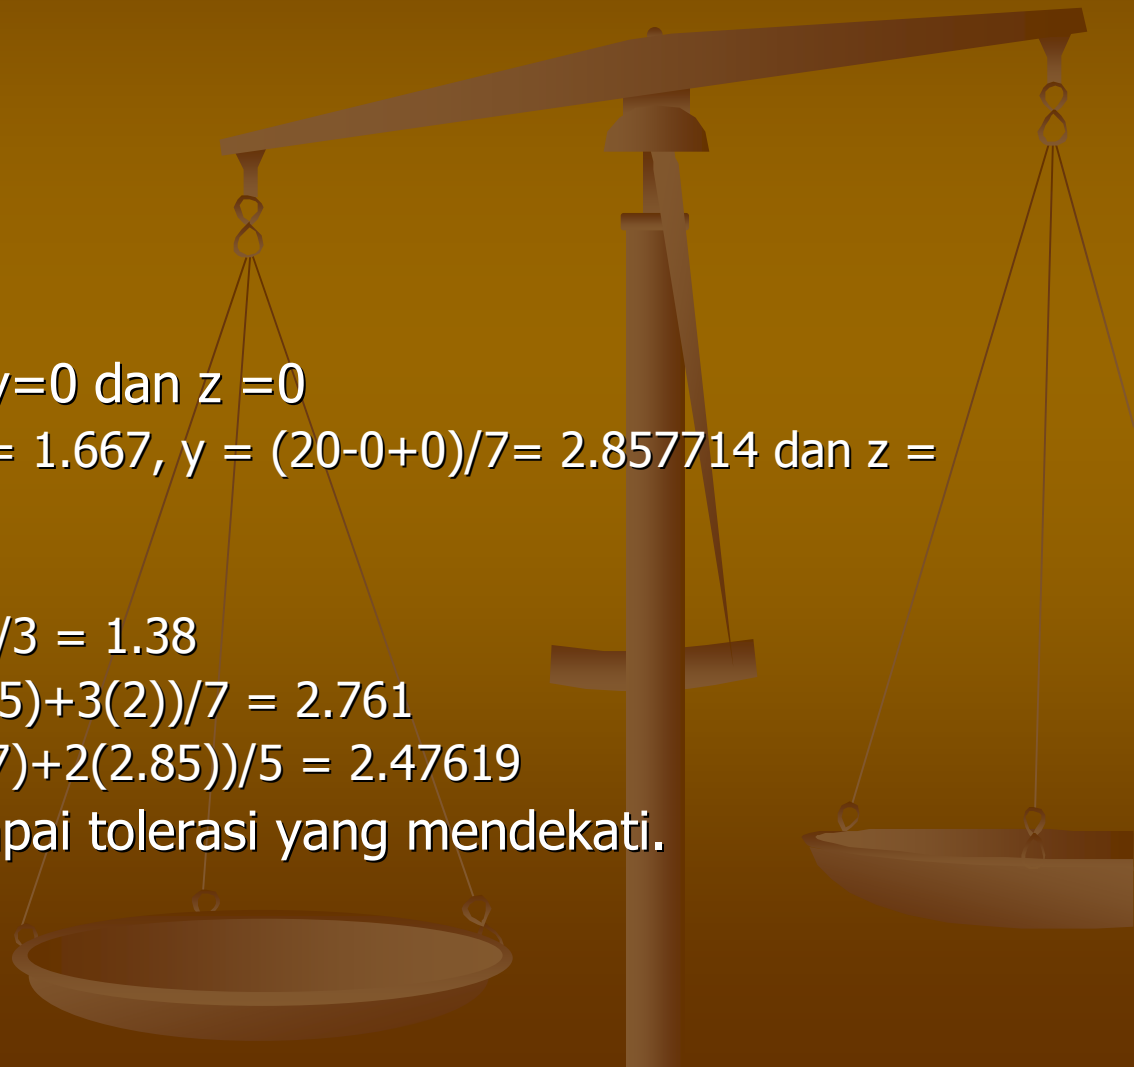 y=0 dan z =0
= 1.667, y = (20-0+0)/7= 2.857714 dan z =
/3 = 1.38
5)+3(2))/7 = 2.761
7)+2(2.85))/5 = 2.47619
pai tolerasi yang mendekati.